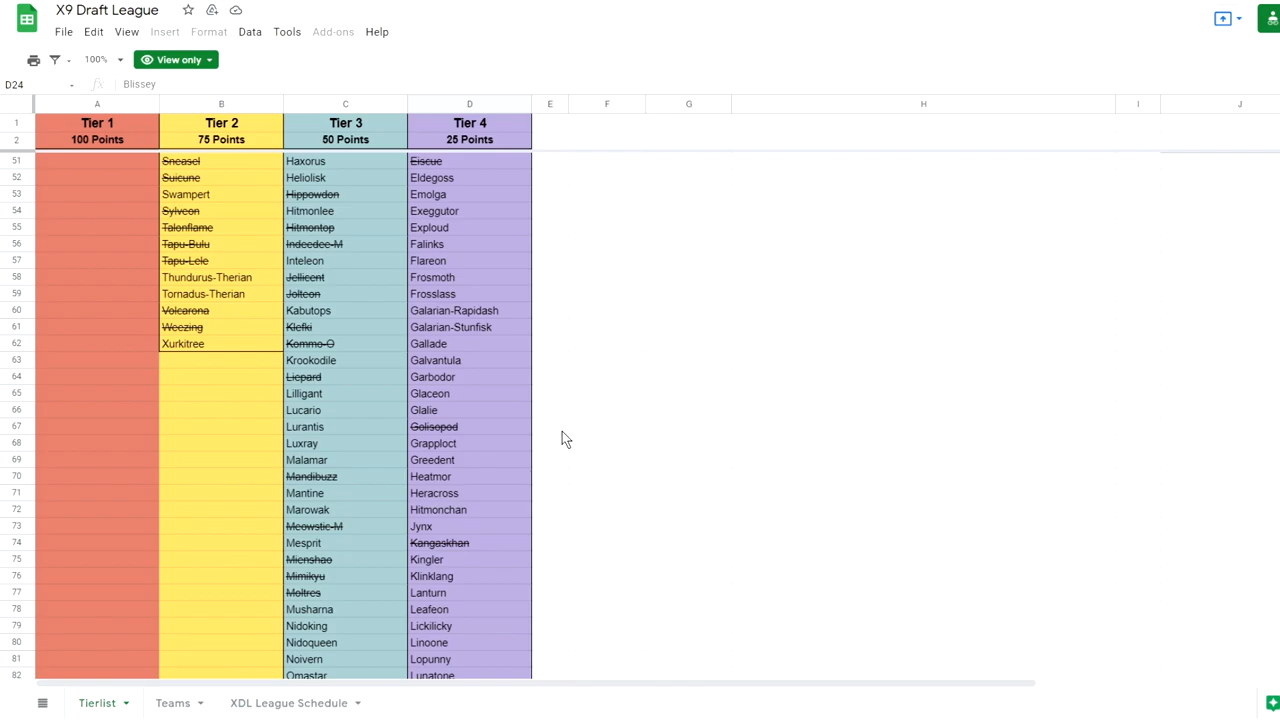 X9 Draft League
File Edit View Insert Format Data Tools Add-ons Help
100% View only
D24 fx Blissey
A B C D E F G H I J
1 Tier 1 Tier 2 Tier 3 Tier 4
2 100 Points 75 Points 50 Points 25 Points
51 Sneasel Haxorus Eiscue
52 Suicune Heliolisk Eldegoss
53 Swampert Hippowdon Emolga
54 Sylveon Hitmonlee Exeggutor
55 Talonflame Hitmontop Exploud
56 Tapu-Bulu Indeedee-M Falinks
57 Tapu-Lele Inteleon Flareon
58 Thundurus-Therian Jellicent Frosmoth
59 Tornadus-Therian Jolteon Frosslass
60 Volcarona Kabutops Galarian-Rapidash
61 Weezing Klefki Galarian-Stunfisk
62 Xurkitree Kommo-O Gallade
63 Krookodile Galvantula
64 Liepard Garbodor
65 Lilligant Glaceon
66 Lucario Glalie
67 Lurantis Golisopod
68 Luxray Grapploct
69 Malamar Greedent
70 Mandibuzz Heatmor
71 Mantine Heracross
72 Marowak Hitmonchan
73 Meowstic-M Jynx
74 Mesprit Kangaskhan
75 Mienshao Kingler
76 Mimikyu Klinklang
77 Moltres Lanturn
78 Musharna Leafeon
79 Nidoking Lickilicky
80 Nidoqueen Linoone
81 Noivern Lopunny
82 Omastar Lunatone
Tierlist Teams XDL League Schedule